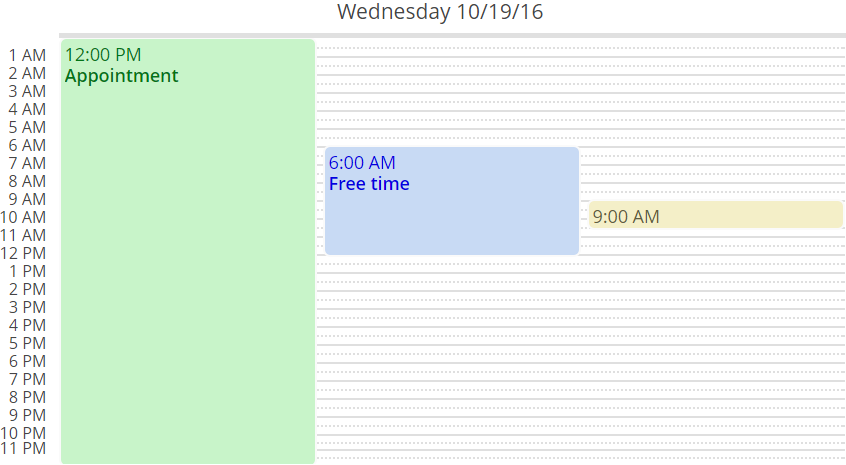 Wednesday 10/19/16
1 AM
2 AM
3 AM
4 AM
5 AM
6 AM
7 AM
8 AM
9 AM
10 AM
11 AM
12 PM
1 PM
2 PM
3 PM
4 PM
5 PM
6 PM
7 PM
8 PM
9 PM
10 PM
11 PM
12:00 PM
Appointment
6:00 AM
Free time
9:00 AM